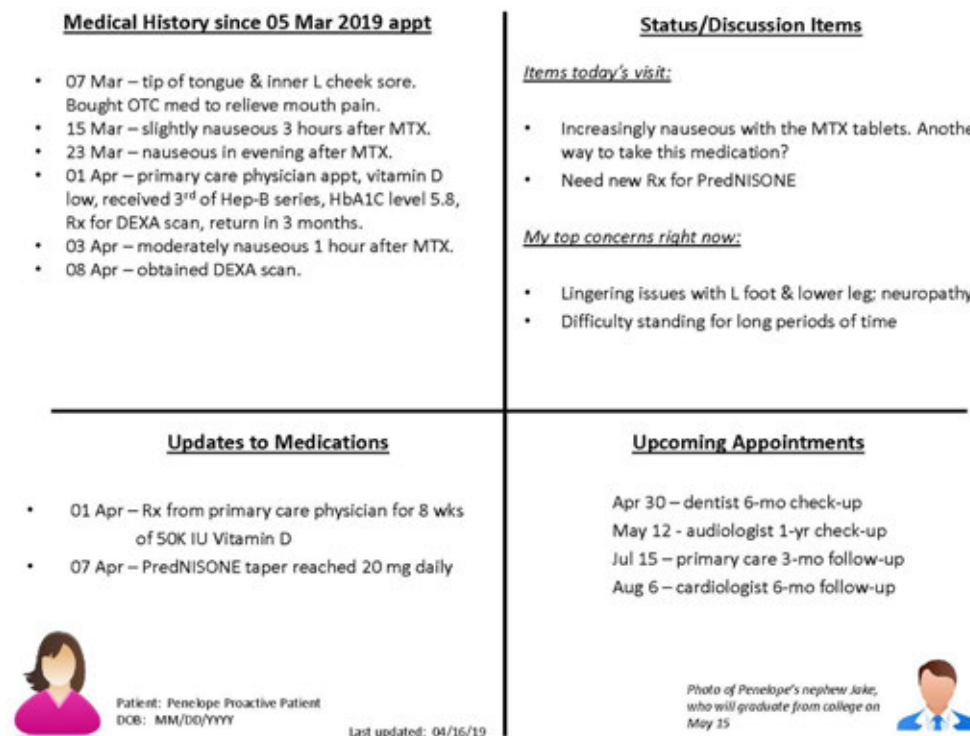 Medical History since 05 Mar 2019 appt
• 07 Mar – tip of tongue & inner L cheek sore.
Bought OTC med to relieve mouth pain.
• 15 Mar – slightly nauseous 3 hours after MTX.
• 23 Mar – nauseous in evening after MTX.
• 01 Apr – primary care physician appt, vitamin D
low, received 3rd of Hep-B series, HbA1C level 5.8,
Rx for DEXA scan, return in 3 months.
• 03 Apr – moderately nauseous 1 hour after MTX.
• 08 Apr – obtained DEXA scan.
Status/Discussion Items
Items today's visit:
• Increasingly nauseous with the MTX tablets. Anothe
way to take this medication?
• Need new Rx for PredNISONE
My top concerns right now:
• Lingering issues with L foot & lower leg; neuropathy
• Difficulty standing for long periods of time
Updates to Medications
• 01 Apr – Rx from primary care physician for 8 wks
of 50K IU Vitamin D
• 07 Apr – PredNISONE taper reached 20 mg daily
Patient: Penelope Proactive Patient
DOB: MM/DD/YYYY
Last updated: 04/16/19
Upcoming Appointments
Apr 30 – dentist 6-mo check-up
May 12 - audiologist 1-yr check-up
Jul 15 – primary care 3-mo follow-up
Aug 6 – cardiologist 6-mo follow-up
Photo of Penelope's nephew Jake,
who will graduate from college on
May 15